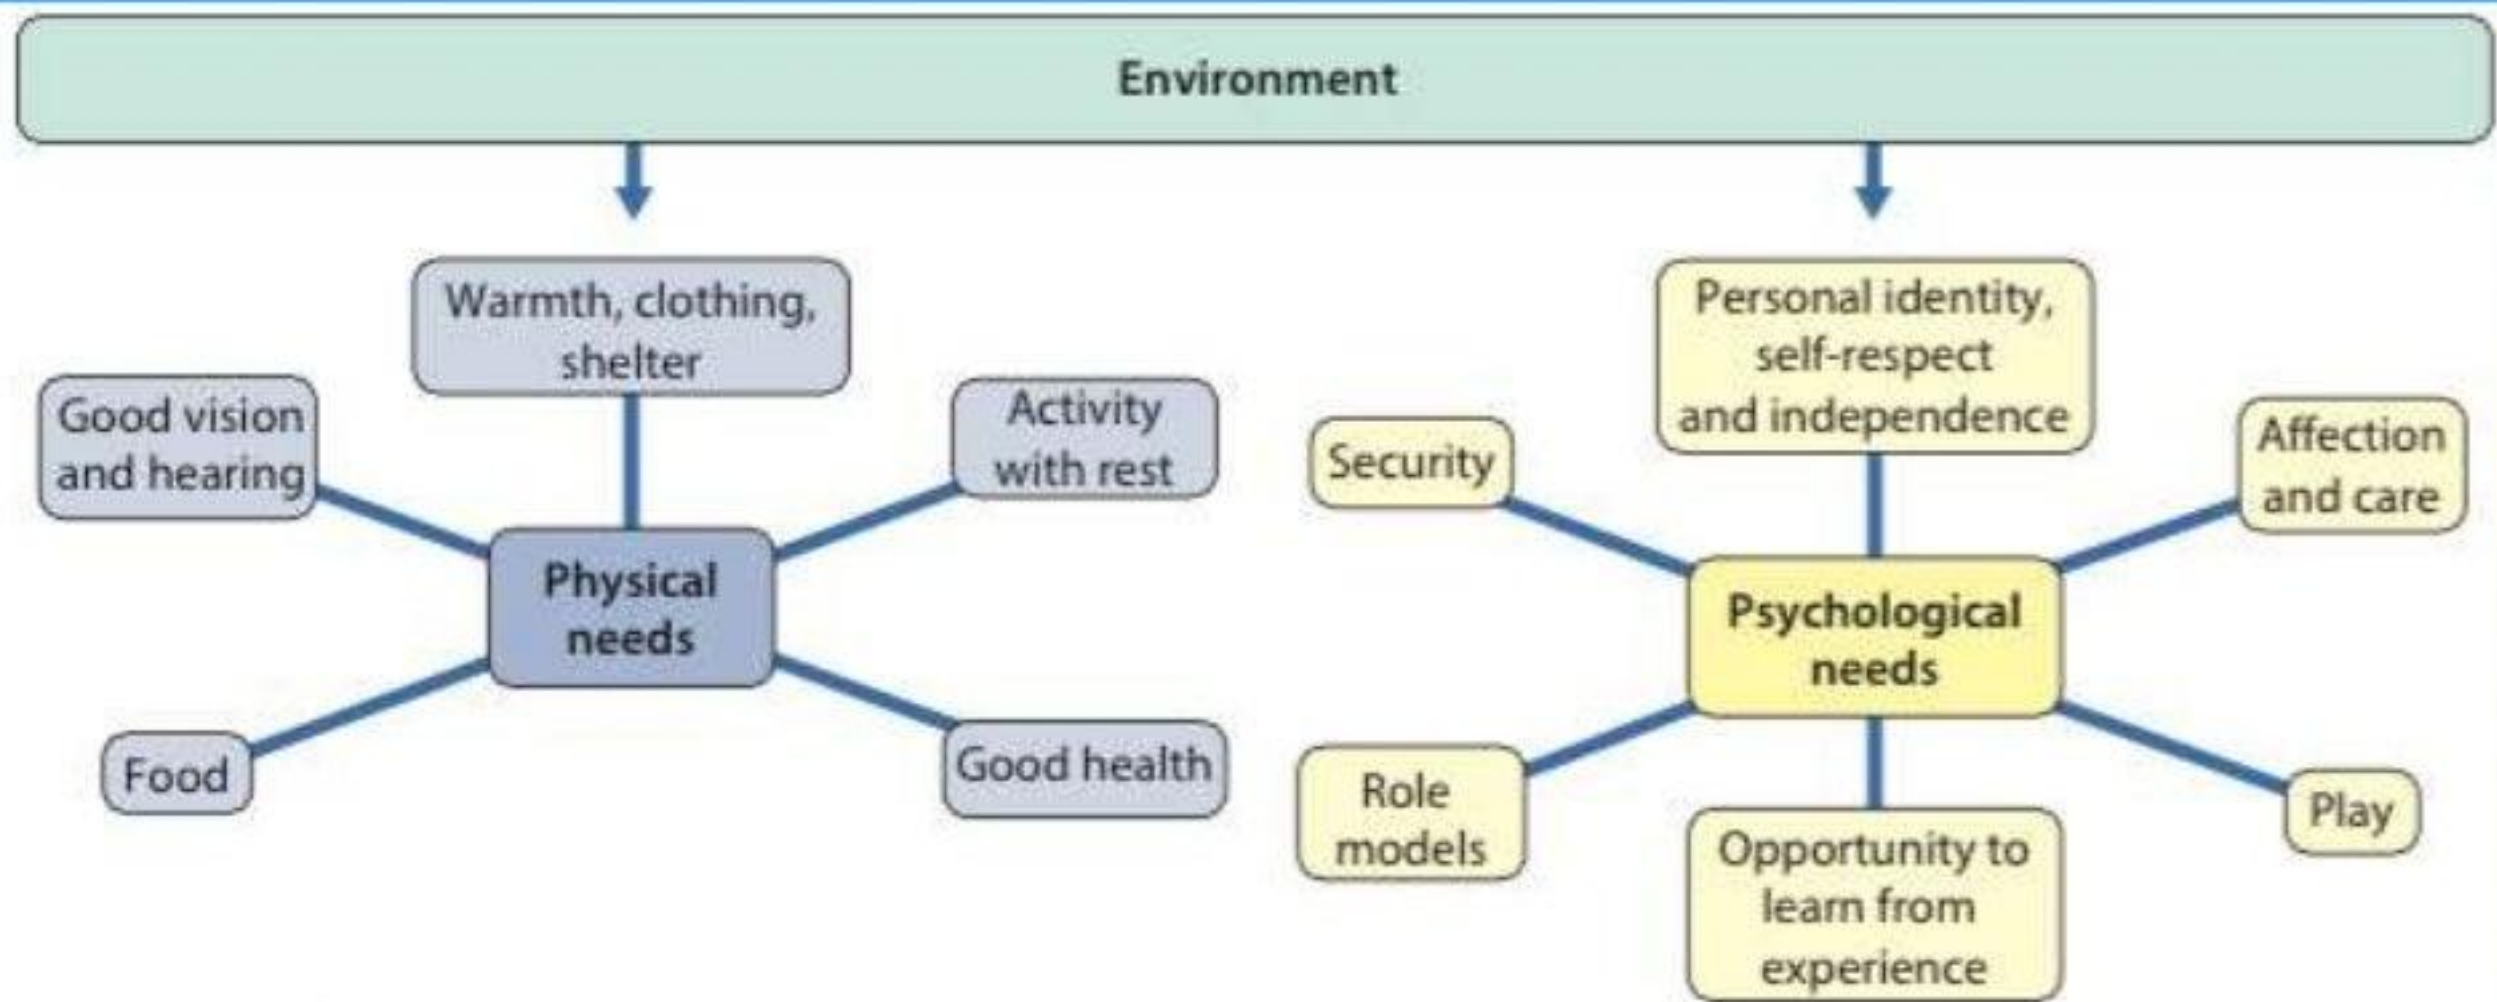 Environment
Warmth, clothing,
shelter
Good vision
and hearing
Activity
with rest
Physical
needs
Food
Good health
Personal identity,
self-respect
and independence
Security
Affection
and care
Psychological
needs
Role
models
Opportunity to
learn from
experience
Play